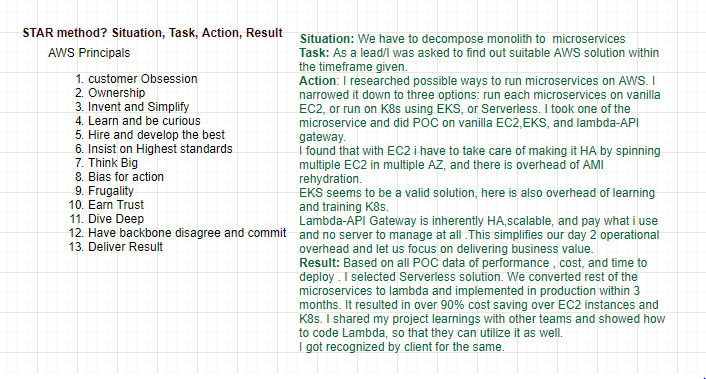 STAR method? Situation, Task, Action, Result
AWS Principals
1. customer Obsession
2. Ownership
3. Invent and Simplify
4. Learn and be curious
5. Hire and develop the best
6. Insist on Highest standards
7. Think Big
8. Bias for action
9. Frugality
10. Earn Trust
11. Dive Deep
12. Have backbone disagree and commit
13. Deliver Result
Situation: We have to decompose monolith to microservices
Task: As a lead/I was asked to find out suitable AWS solution within
the timeframe given.
Action: I researched possible ways to run microservices on AWS. I
narrowed it down to three options: run each microservices on vanilla
EC2, or run on K8s using EKS, or Serverless. I took one of the
microservice and did POC on vanilla EC2,EKS, and lambda-API
gateway.
I found that with EC2 i have to take care of making it HA by spinning
multiple EC2 in multiple AZ, and there is overhead of AMI
rehydration.
EKS seems to be a valid solution, here is also overhead of learning
and training K8s.
Lambda-API Gateway is inherently HA,scalable, and pay what i use
and no server to manage at all .This simplifies our day 2 operational
overhead and let us focus on delivering business value.
Result: Based on all POC data of performance , cost, and time to
deploy . I selected Serverless solution. We converted rest of the
microservices to lambda and implemented in production within 3
months. It resulted in over 90% cost saving over EC2 instances and
K8s. I shared my project learnings with other teams and showed how
to code Lambda, so that they can utilize it as well.
I got recognized by client for the same.